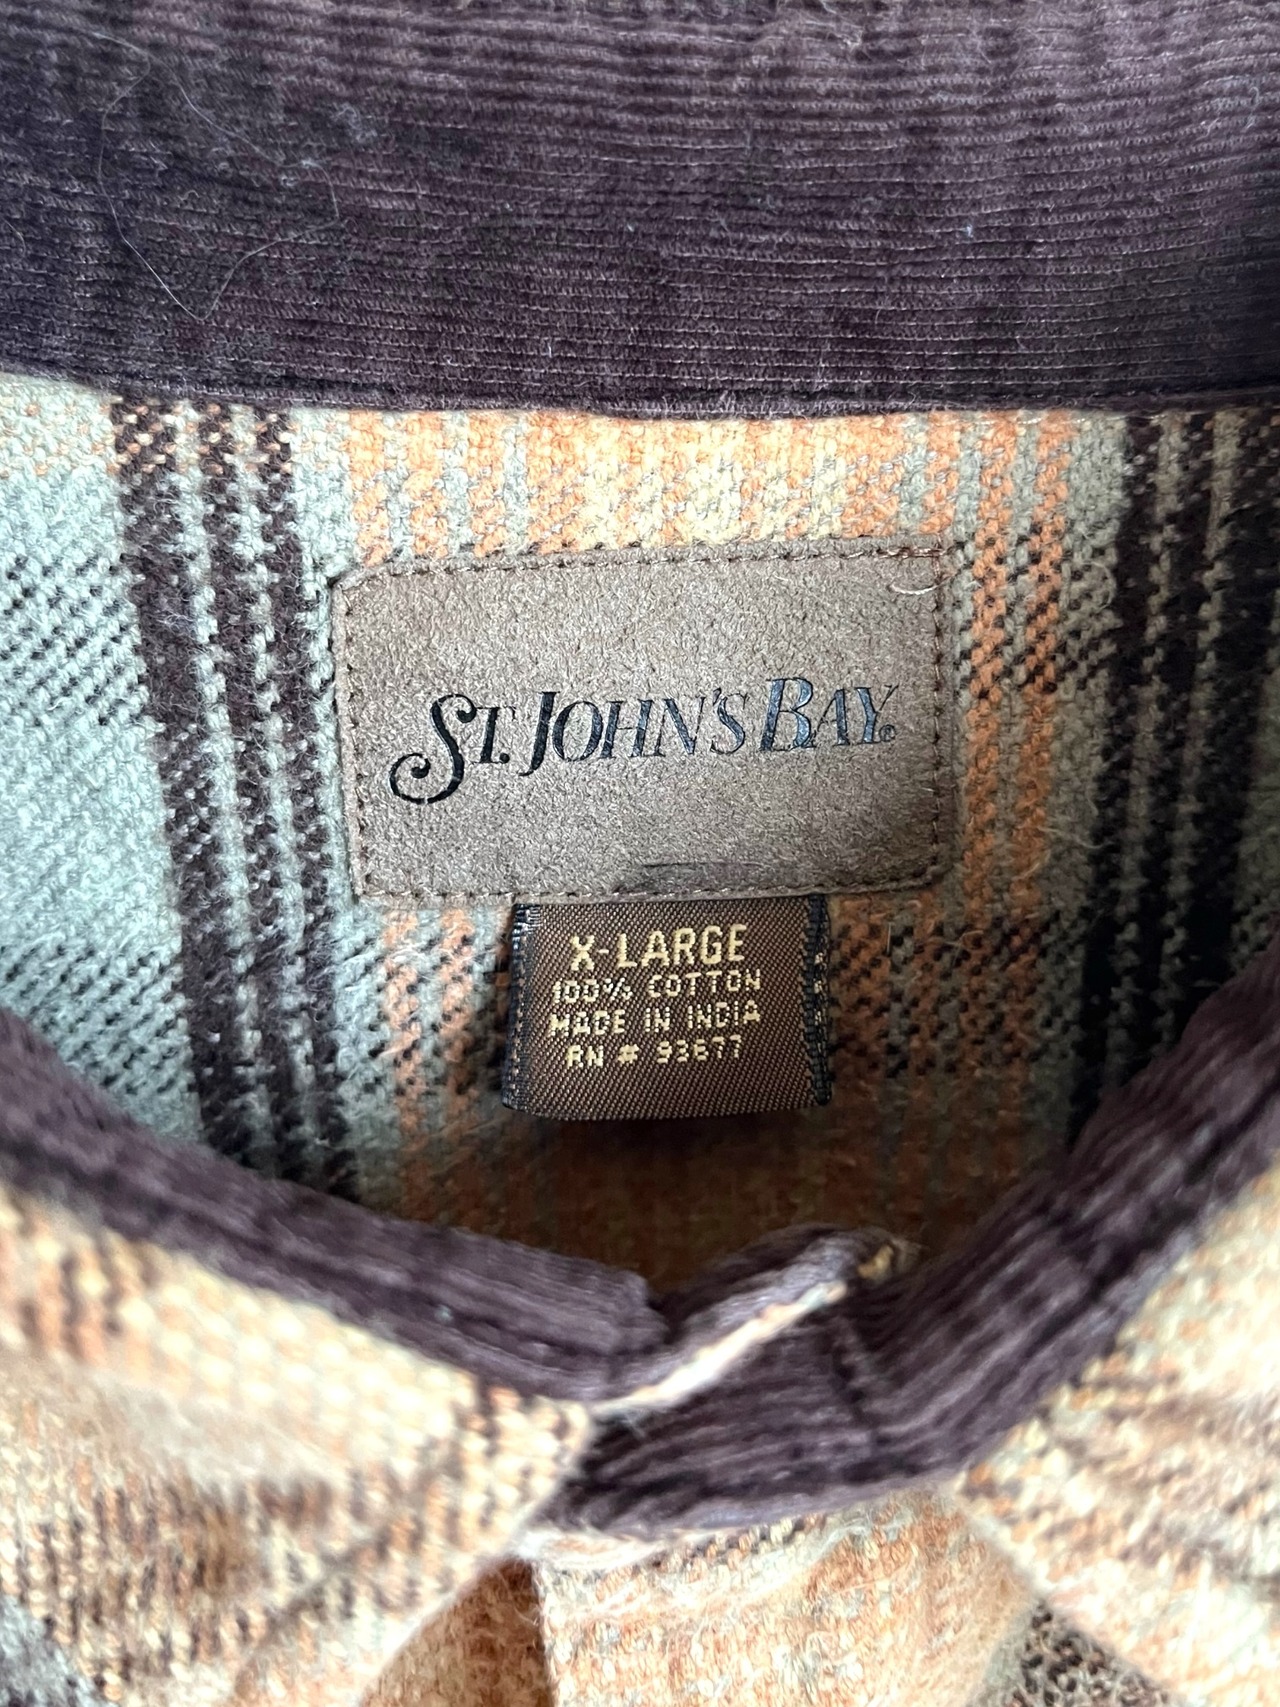 ST. JOHN'S BAY®
X-LARGE
100% COTTON
MADE IN INDIA
RN # 93677